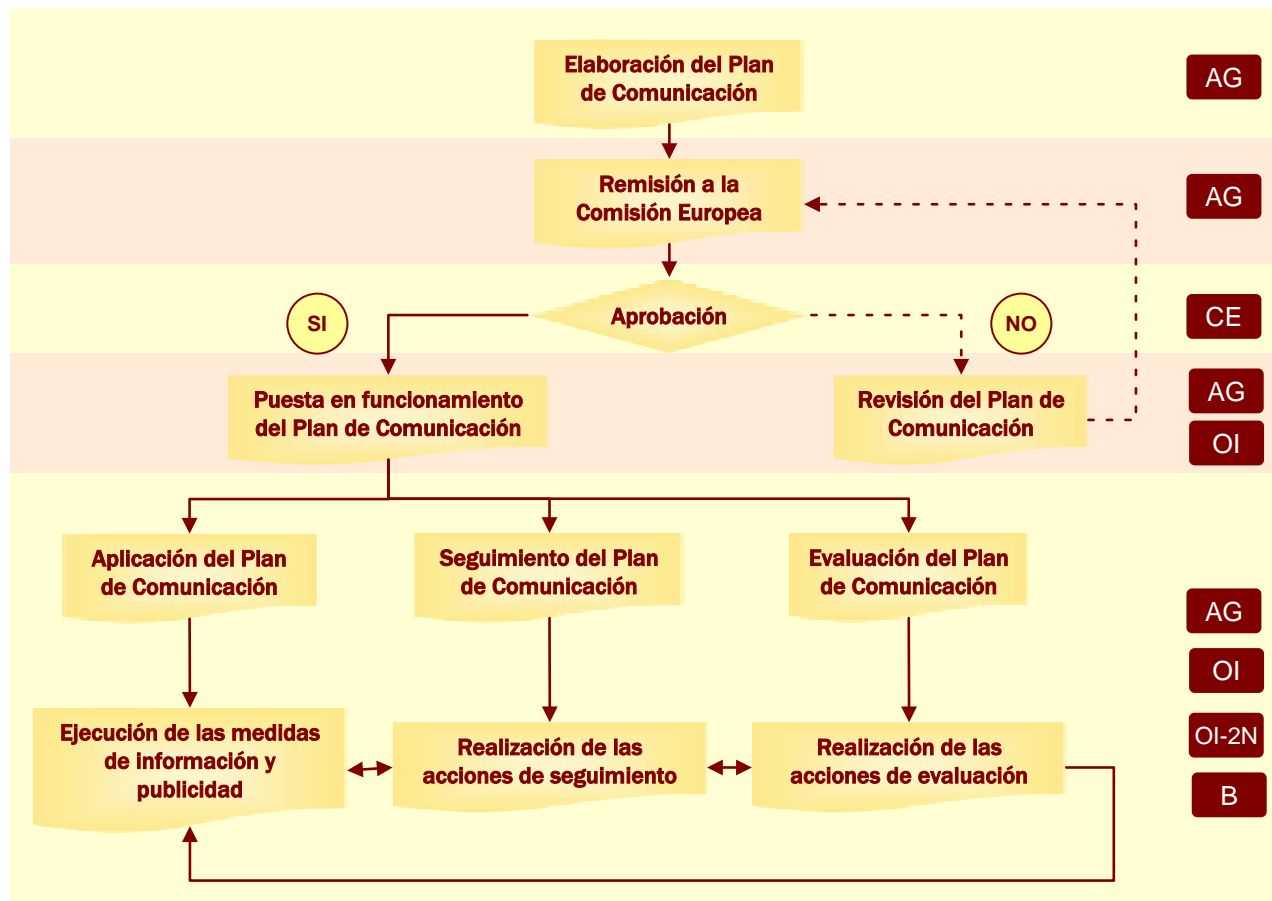 Elaboración del Plan
de Comunicación
AG
Remisión a la
Comisión Europea
AG
SI
Aprobación
NO
CE
Puesta en funcionamiento
del Plan de Comunicación
Revisión del Plan de
Comunicación
AG
OI
Aplicación del Plan
de Comunicación
Seguimiento del Plan
de Comunicación
Evaluación del Plan
de Comunicación
AG
OI
Ejecución de las medidas
de información y
publicidad
Realización de las
acciones de seguimiento
Realización de las
acciones de evaluación
OI-2N
B